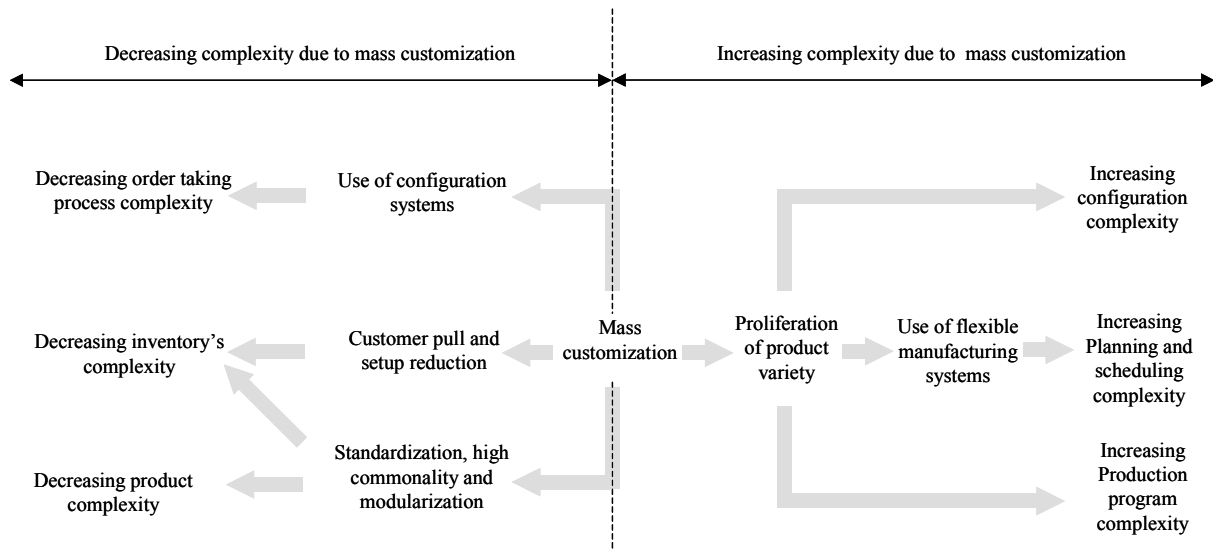 Decreasing complexity due to mass customization
Increasing complexity due to mass customization
Decreasing order taking
process complexity
Use of configuration
systems
Increasing
configuration
complexity
Decreasing inventory's
complexity
Customer pull and
setup reduction
Mass
customization
Proliferation
of product
variety
Use of flexible
manufacturing
systems
Increasing
Planning and
scheduling
complexity
Decreasing product
complexity
Standardization, high
commonality and
modularization
Increasing
Production
program
complexity